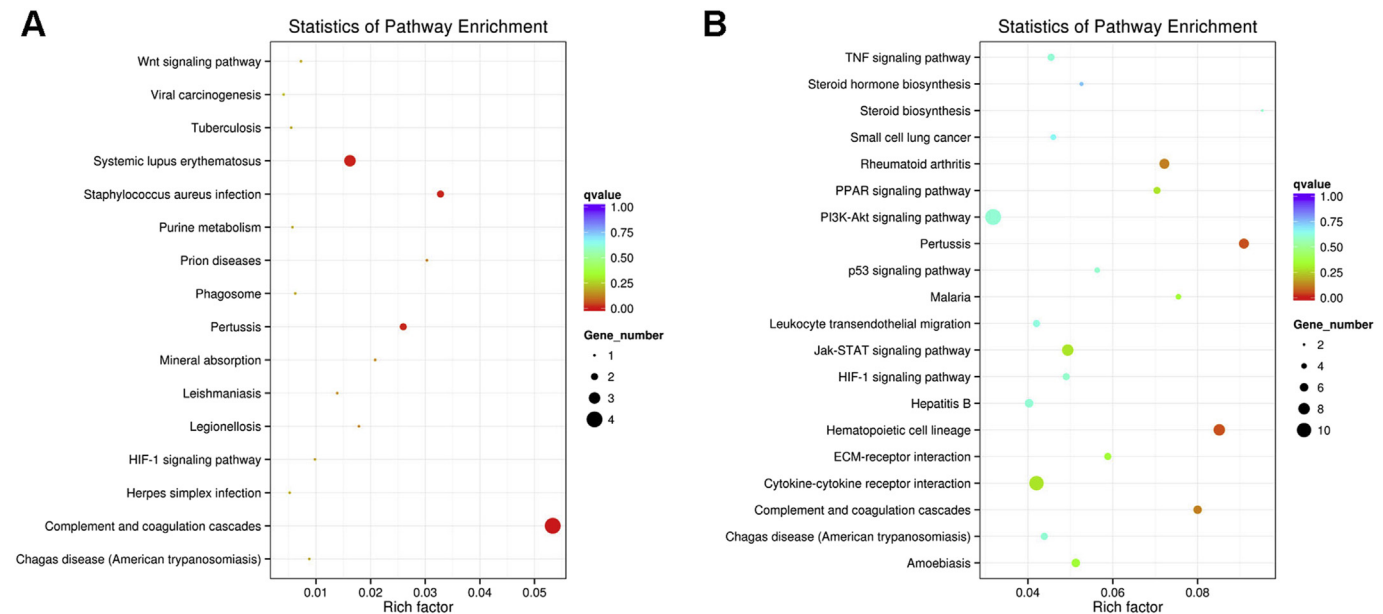 A
Statistics of Pathway Enrichment
Wnt signaling pathway
Viral carcinogenesis
Tuberculosis
Systemic lupus erythematosus
Staphylococcus aureus infection
Purine metabolism
Prion diseases
Phagosome
Pertussis
Mineral absorption
Leishmaniasis
Legionellosis
HIF-1 signaling pathway
Herpes simplex infection
Complement and coagulation cascades
Chagas disease (American trypanosomiasis)
0.01 0.02 0.03 0.04 0.05
Rich factor
qvalue
1.00
0.75
0.50
0.25
0.00
Gene_number
1
2
3
4
B
Statistics of Pathway Enrichment
TNF signaling pathway
Steroid hormone biosynthesis
Steroid biosynthesis
Small cell lung cancer
Rheumatoid arthritis
PPAR signaling pathway
PI3K-Akt signaling pathway
Pertussis
p53 signaling pathway
Malaria
Leukocyte transendothelial migration
Jak-STAT signaling pathway
HIF-1 signaling pathway
Hepatitis B
Hematopoietic cell lineage
ECM-receptor interaction
Cytokine-cytokine receptor interaction
Complement and coagulation cascades
Chagas disease (American trypanosomiasis)
Amoebiasis
0.04 0.06 0.08
Rich factor
qvalue
1.00
0.75
0.50
0.25
0.00
Gene_number
2
4
6
8
10